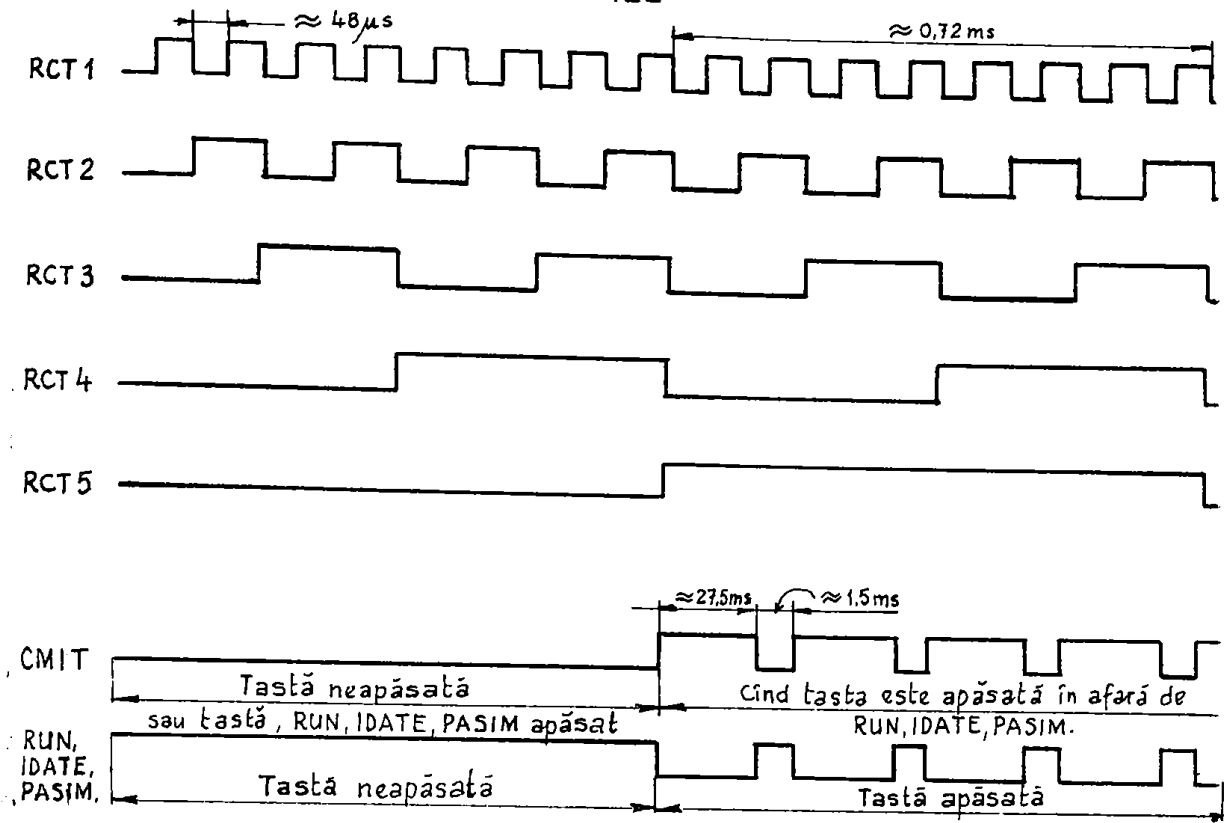 ≈ 48µs
≈ 0,72 ms
RCT 1
RCT 2
RCT 3
RCT 4
RCT 5
≈27,5ms
≈1,5ms
CMIT
Tastă neapăsată
sau tastă, RUN, IDATE, PASIM apăsat
Cînd tasta este apăsată în afară de
RUN, IDATE, PASIM.
RUN,
IDATE,
PASIM.
Tastă neapăsată
Tastă apăsată